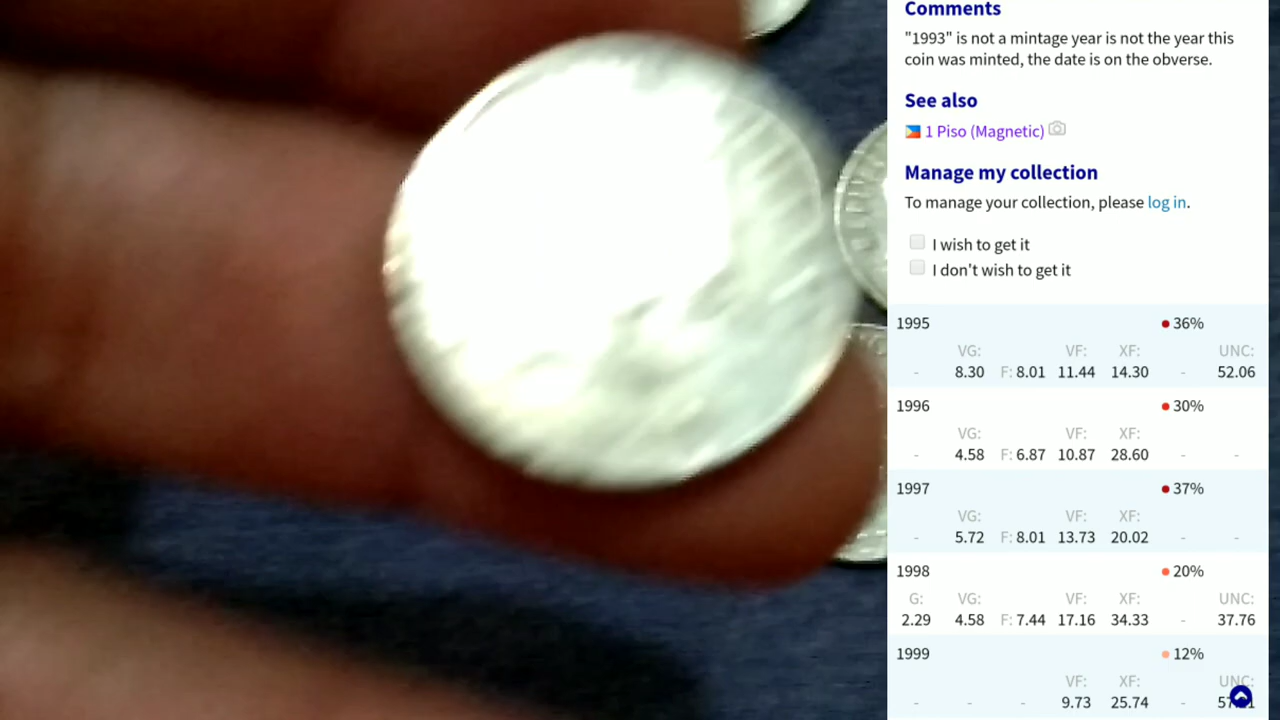 Comments
"1993" is not a mintage year is not the year this
coin was minted, the date is on the obverse.
See also
1 Piso (Magnetic)
Manage my collection
To manage your collection, please log in.
I wish to get it
I don't wish to get it
1995 36%
VG: VF: XF: UNC:
- 8.30 F: 8.01 11.44 14.30 - 52.06
1996 30%
VG: VF: XF:
- 4.58 F: 6.87 10.87 28.60 - -
1997 37%
VG: VF: XF:
- 5.72 F: 8.01 13.73 20.02 - -
1998 20%
G: VG: VF: XF: UNC:
2.29 4.58 F: 7.44 17.16 34.33 - 37.76
1999 12%
VF: XF: UNC:
- - - 9.73 25.74 -